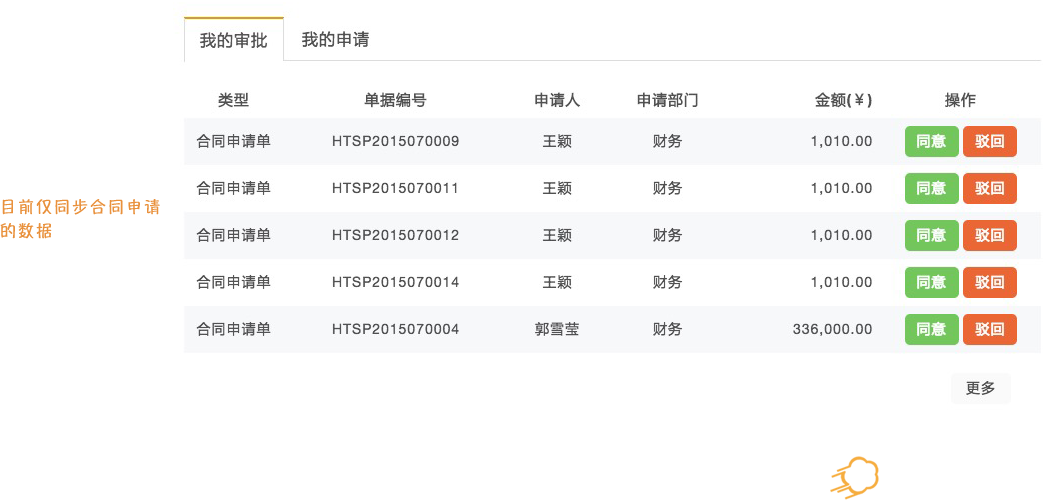 我的审批 我的申请
类型 单据编号 申请人 申请部门 金额(¥) 操作
合同申请单 HTSP2015070009 王颖 财务 1,010.00 同意 驳回
合同申请单 HTSP2015070011 王颖 财务 1,010.00 同意 驳回
目前仅同步合同申请
的数据
合同申请单 HTSP2015070012 王颖 财务 1,010.00 同意 驳回
合同申请单 HTSP2015070014 王颖 财务 1,010.00 同意 驳回
合同申请单 HTSP2015070004 郭雪莹 财务 336,000.00 同意 驳回
更多